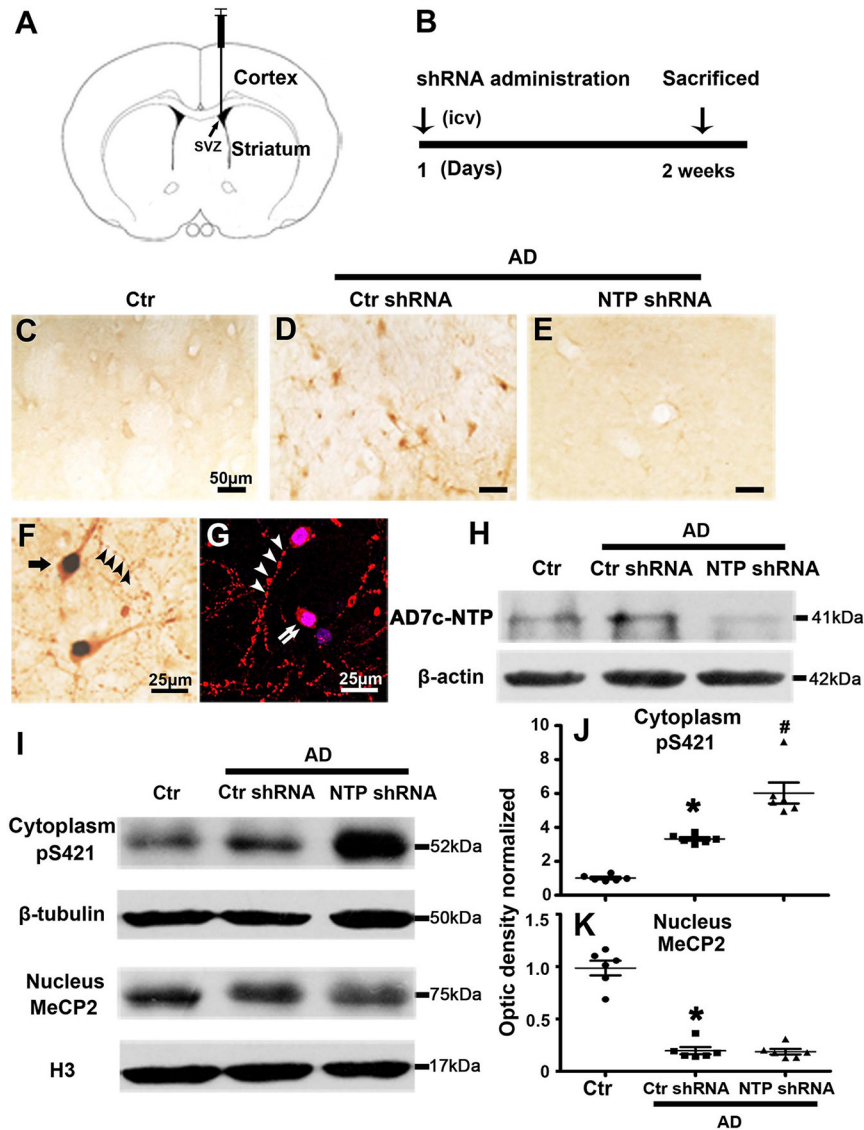 A
Cortex
SVZ
Striatum
B
shRNA administration
Sacrificed
(icv)
1 (Days)
2 weeks
AD
Ctr
Ctr shRNA
NTP shRNA
C
50μm
D
E
F
25μm
G
25μm
H
AD
Ctr
Ctr shRNA
NTP shRNA
AD7c-NTP
41kDa
β-actin
42kDa
I
AD
Ctr
Ctr shRNA
NTP shRNA
Cytoplasm
pS421
52kDa
β-tubulin
50kDa
Nucleus
MeCP2
75kDa
H3
17kDa
Optic density normalized
J
Cytoplasm
pS421
10
8
6
4
2
0
*
#
K
Nucleus
MeCP2
1.5
1.0
0.5
0
*
Ctr
Ctr shRNA
NTP shRNA
AD